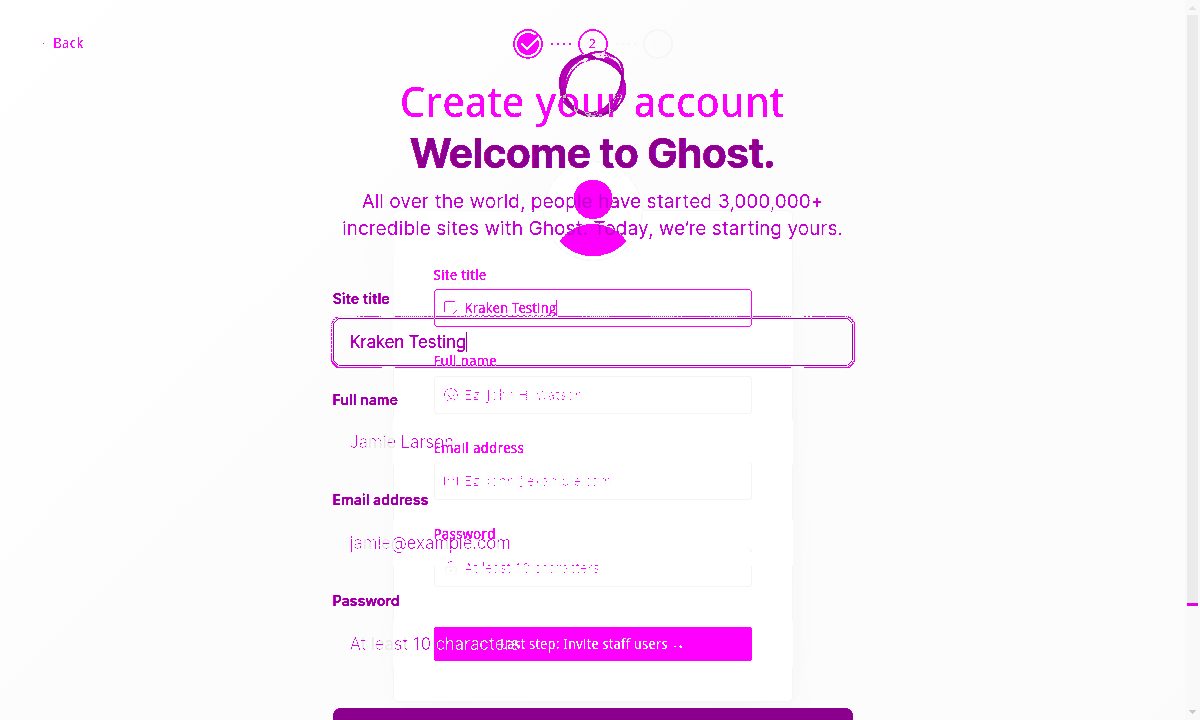 Back
2
Create your account
Welcome to Ghost.
All over the world, people have started 3,000,000+
incredible sites with Ghost. Today, we're starting yours.
Site title
Kraken Testing
Full name
Email address
Password
At least 10 characters
Last step: Invite staff users →
Site title
Kraken Testing
Full name
Jamie Larson
Email address
jamie@example.com
Password
At least 10 characters